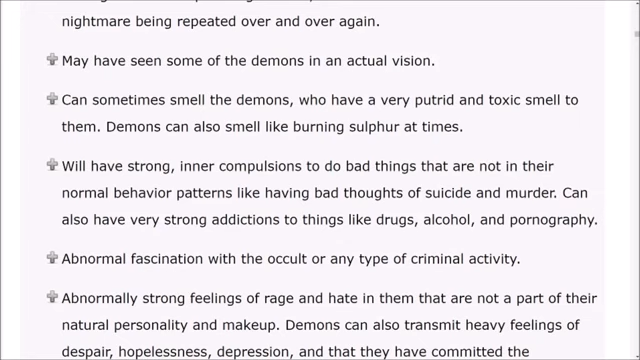 nightmare being repeated over and over again.
May have seen some of the demons in an actual vision.
Can sometimes smell the demons, who have a very putrid and toxic smell to
them. Demons can also smell like burning sulphur at times.
Will have strong, inner compulsions to do bad things that are not in their
normal behavior patterns like having bad thoughts of suicide and murder. Can
also have very strong addictions to things like drugs, alcohol, and pornography.
Abnormal fascination with the occult or any type of criminal activity.
Abnormally strong feelings of rage and hate in them that are not a part of their
natural personality and makeup. Demons can also transmit heavy feelings of
despair, hopelessness, depression, and that they have committed the